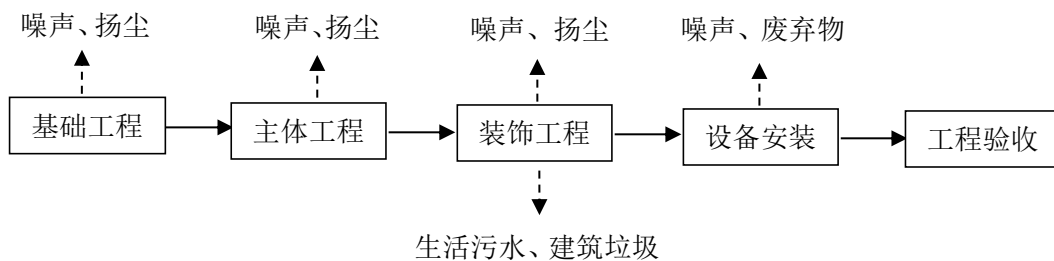 噪声、扬尘
噪声、扬尘
噪声、扬尘
噪声、废弃物
基础工程
主体工程
装饰工程
设备安装
工程验收
生活污水、建筑垃圾